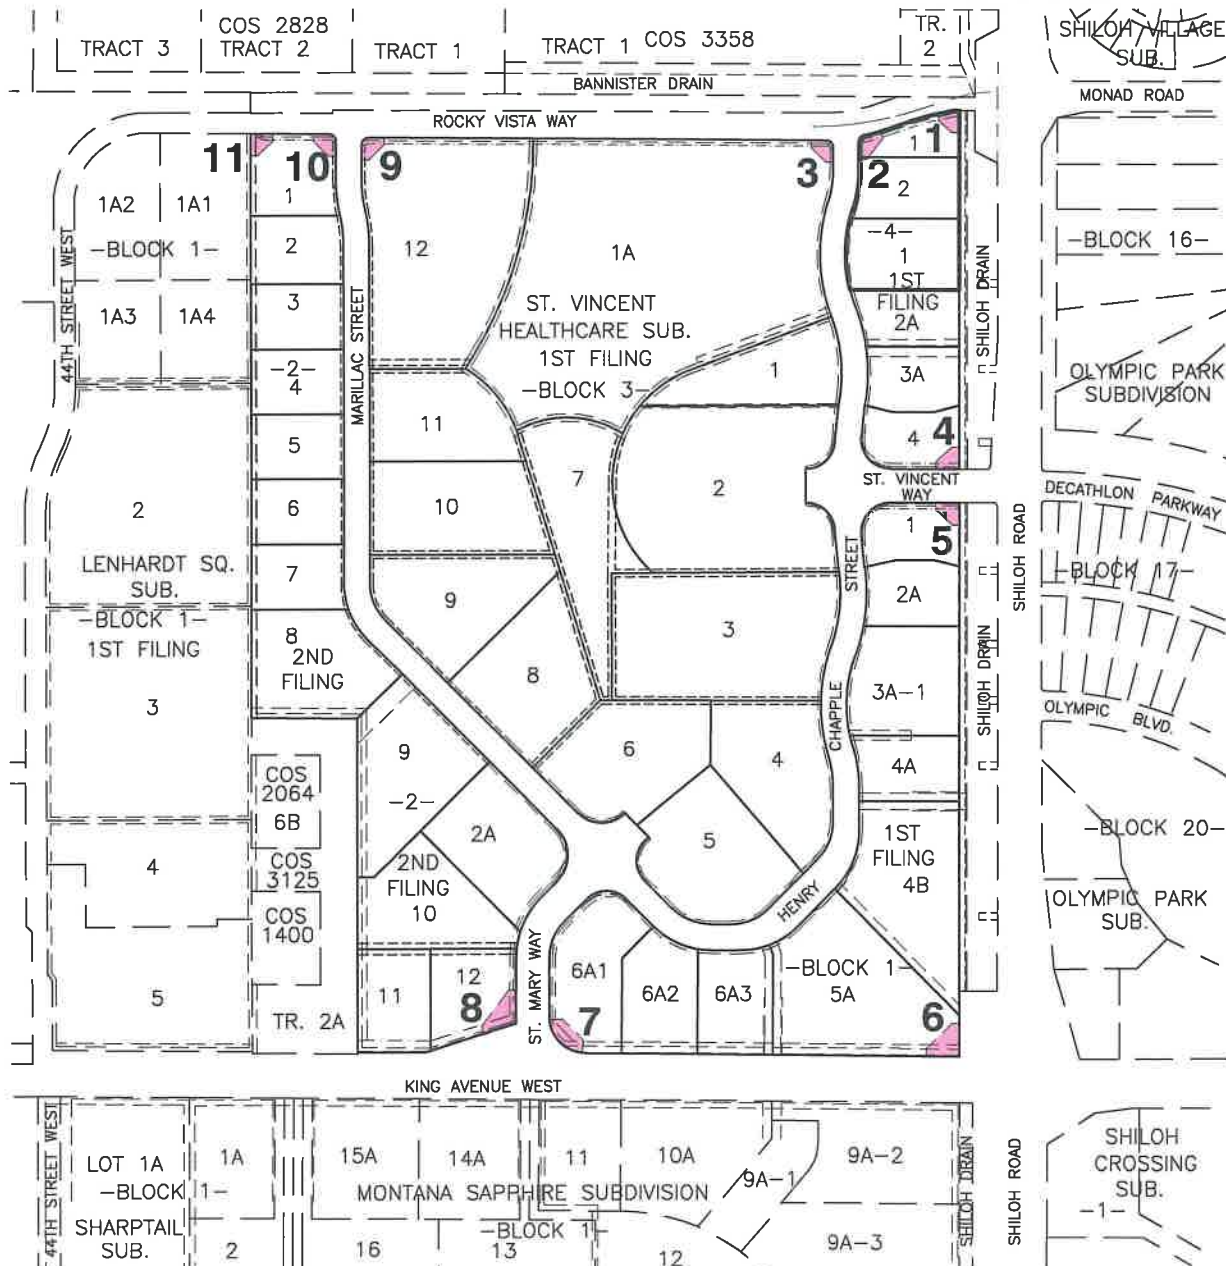 COS 2828
TRACT 3
TRACT 2
TRACT 1
TRACT 1 COS 3358
TR.
2
SHILOH VILLAGE
SUB.
BANNISTER DRAIN
MONAD ROAD
ROCKY VISTA WAY
11
10
9
3
2
1
1
1A2
1A1
1
12
1A
2
-BLOCK 1-
2
-4-
1
-BLOCK 16-
44TH STREET WEST
MARILLAC STREET
SHILOH DRAIN
1A3
1A4
3
ST. VINCENT
HEALTHCARE SUB.
1ST FILING
-BLOCK 3-
1ST
FILING
2A
-2-
4
1
3A
OLYMPIC PARK
SUBDIVISION
11
5
4
4
7
2
10
6
2
ST. VINCENT
WAY
DECATHLON PARKWAY
1
5
LENHARDT SQ.
SUB.
-BLOCK 1-
1ST FILING
7
9
STREET
2A
SHILOH ROAD
-BLOCK 17-
3
8
2ND
FILING
8
SHILOH DRAIN
3
3A-1
OLYMPIC BLVD.
CHAPPLE
9
6
4
4A
COS
2064
6B
-2-
2A
5
1ST
FILING
4B
-BLOCK 20-
4
COS
3125
2ND
FILING
10
COS
1400
HENRY
OLYMPIC PARK
SUB.
ST. MARY WAY
5
11
12
8
6A1
6A2
6A3
-BLOCK 1-
5A
TR. 2A
7
6
KING AVENUE WEST
44TH STREET WEST
LOT 1A
-BLOCK 1-
SHARPTAIL
SUB.
1A
15A
14A
11
10A
9A-1
9A-2
MONTANA SAPPHIRE SUBDIVISION
-BLOCK 1-
2
16
13
12
9A-3
SHILOH DRAIN
SHILOH ROAD
SHILOH
CROSSING
SUB.
-1-